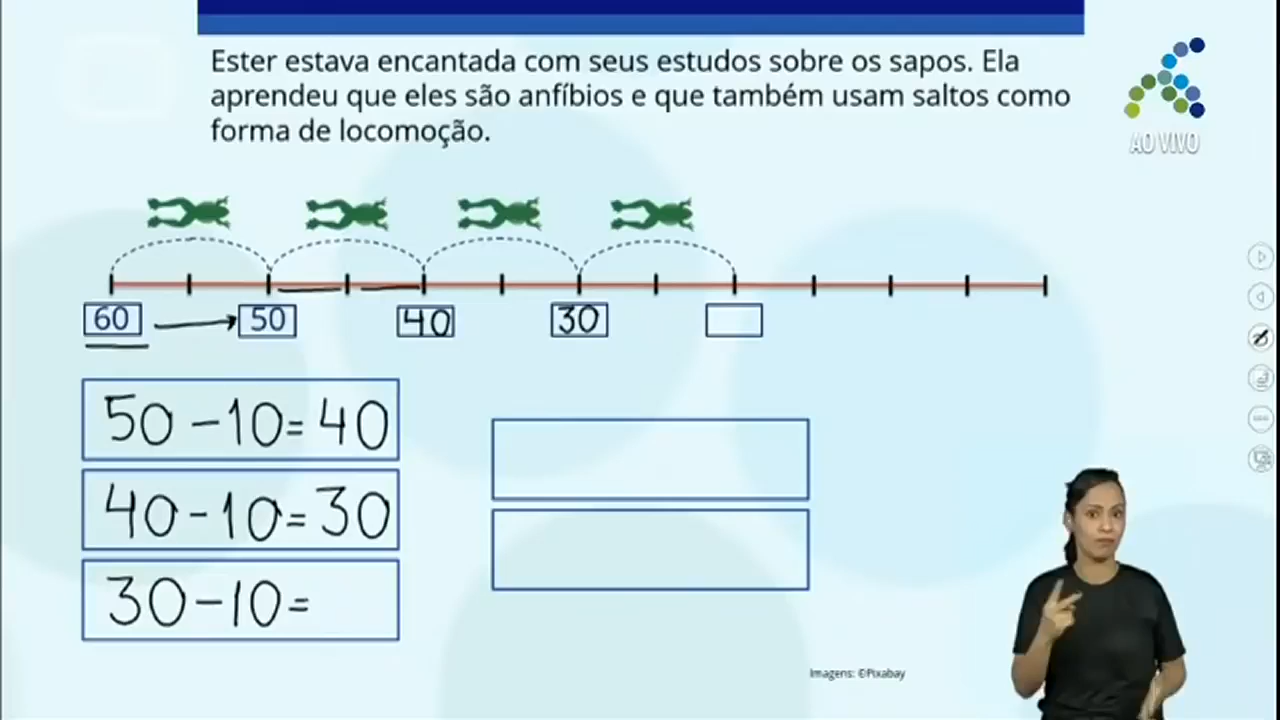 Ester estava encantada com seus estudos sobre os sapos. Ela
aprendeu que eles são anfíbios e que também usam saltos como
forma de locomoção.
AO VIVO
60
50
40
30
50-10=40
40-10=30
30-10=
Imagens: ©Pixabay